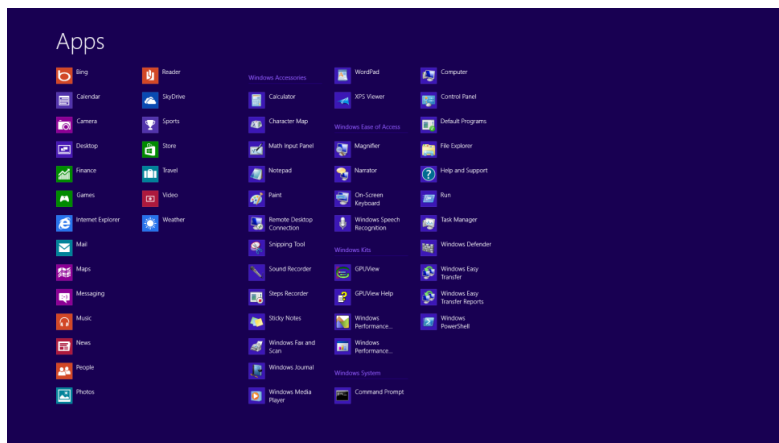 Apps
Bing
Calendar
Camera
Desktop
Finance
Games
Internet Explorer
Mail
Maps
Messaging
Music
News
People
Photos
Reader
SkyDrive
Sports
Store
Travel
Video
Weather
Windows Accessories
Calculator
Character Map
Math Input Panel
Notepad
Paint
Remote Desktop
Connection
Snipping Tool
Sound Recorder
Steps Recorder
Sticky Notes
Windows Fax and
Scan
Windows Journal
Windows Media
Player
WordPad
XPS Viewer
Windows Ease of Access
Magnifier
Narrator
On-Screen
Keyboard
Windows Speech
Recognition
Windows Kits
GPUView
GPUView Help
Windows
Performance...
Windows
Performance...
Windows System
Command Prompt
Computer
Control Panel
Default Programs
File Explorer
Help and Support
Run
Task Manager
Windows Defender
Windows Easy
Transfer
Windows Easy
Transfer Reports
Windows
PowerShell